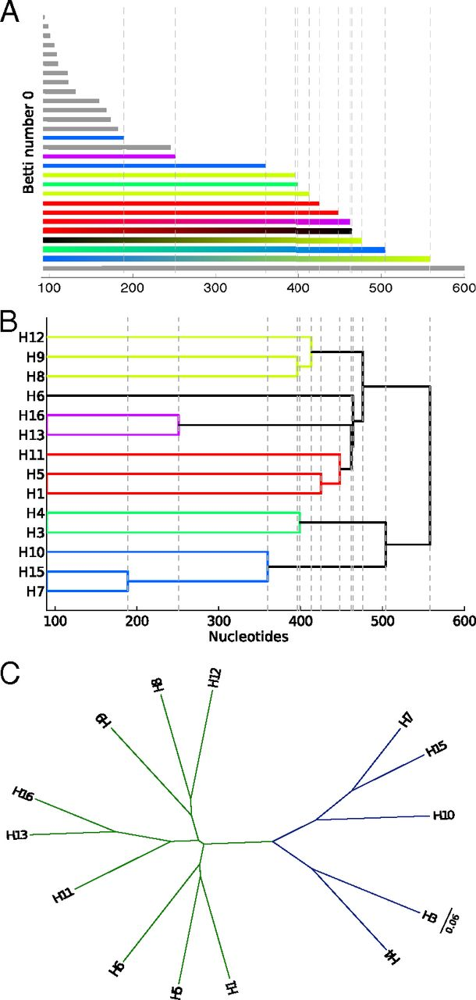 A
Betti number 0
100 200 300 400 500 600
B
H12
H9
H8
H6
H16
H13
H11
H5
H1
H4
H3
H10
H15
H7
100 200 300 400 500 600
Nucleotides
C
H8
H12
H9
H7
H15
H16
H10
H13
H11
H3
0.06
H6
H4
H5
H1